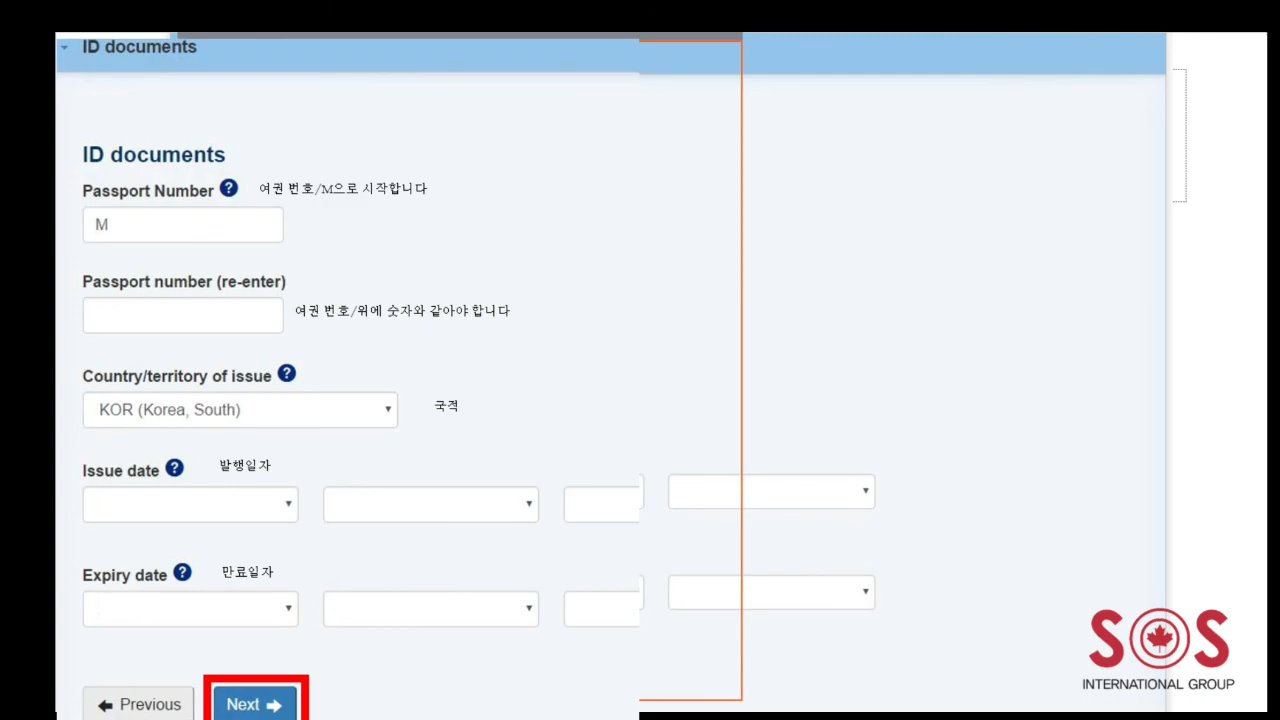 ID documents
ID documents
Passport Number ? 여권 번호/M으로 시작합니다
M
Passport number (re-enter)
여권 번호/위에 숫자와 같아야 합니다
Country/territory of issue ?
KOR (Korea, South) 국적
Issue date ? 발행일자
Expiry date ? 만료일자
Previous Next
SOS
INTERNATIONAL GROUP